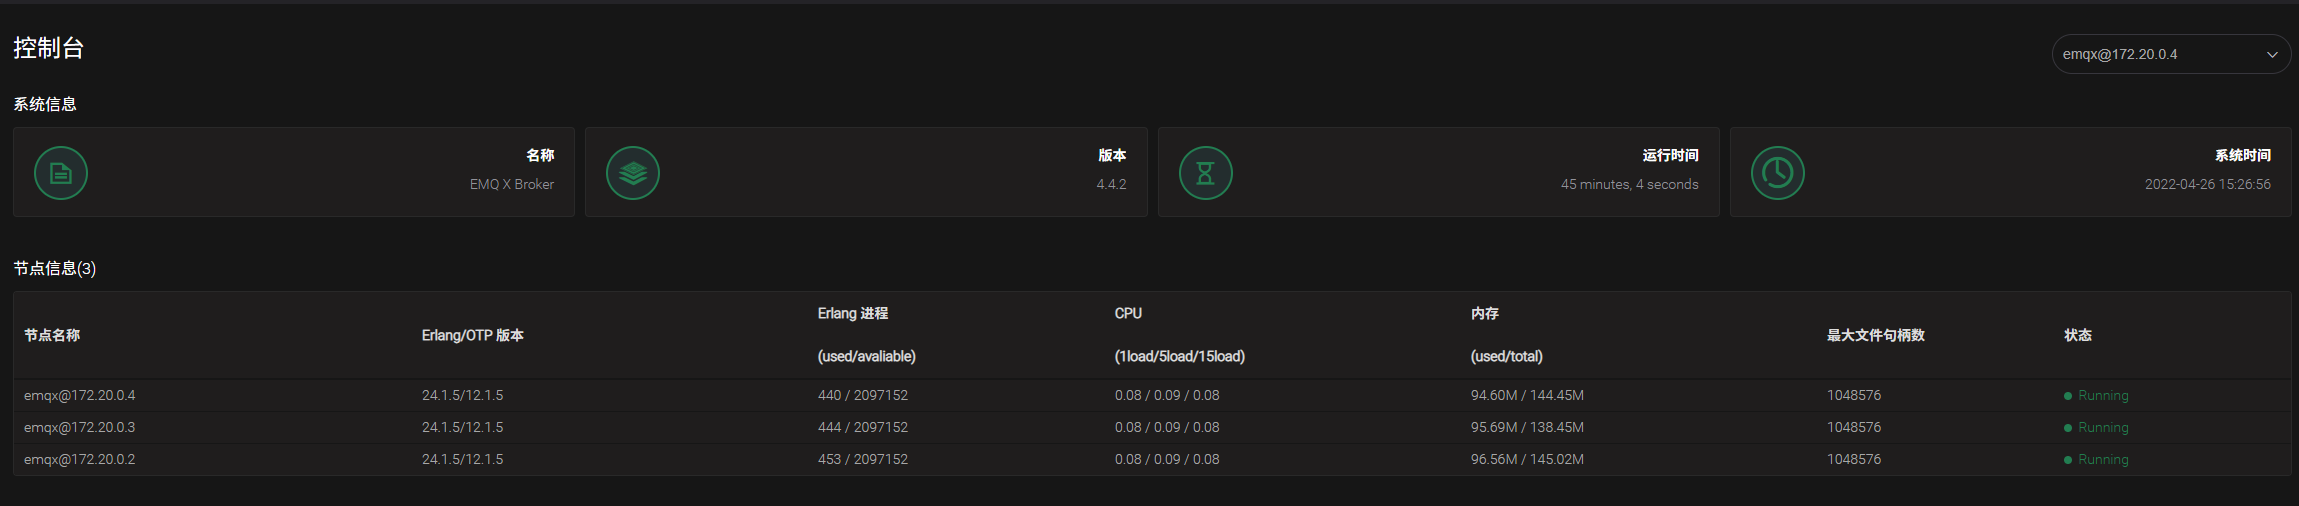 控制台
emqx@172.20.0.4
系统信息
名称
EMQ X Broker
版本
4.4.2
运行时间
45 minutes, 4 seconds
系统时间
2022-04-26 15:26:56
节点信息(3)
节点名称 Erlang/OTP 版本 Erlang 进程 (used/avaliable) CPU (1load/5load/15load) 内存 (used/total) 最大文件句柄数 状态
emqx@172.20.0.4 24.1.5/12.1.5 440 / 2097152 0.08 / 0.09 / 0.08 94.60M / 144.45M 1048576 Running
emqx@172.20.0.3 24.1.5/12.1.5 444 / 2097152 0.08 / 0.09 / 0.08 95.69M / 138.45M 1048576 Running
emqx@172.20.0.2 24.1.5/12.1.5 453 / 2097152 0.08 / 0.09 / 0.08 96.56M / 145.02M 1048576 Running